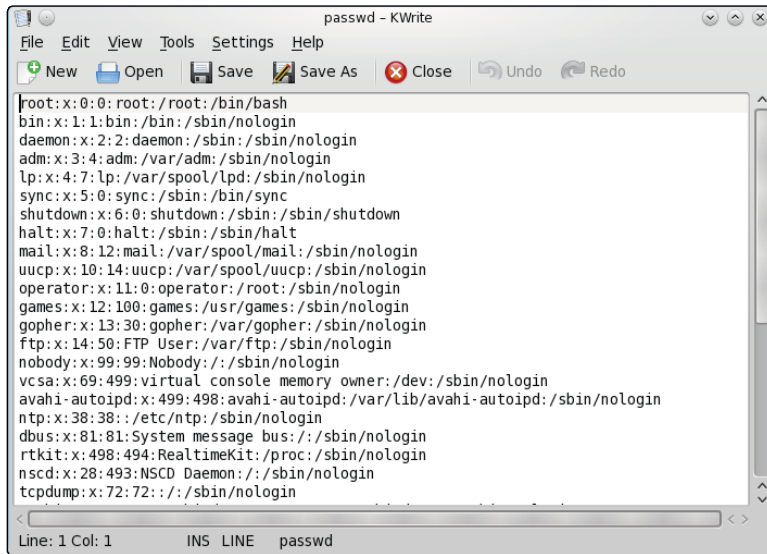 passwd – KWrite
File Edit View Tools Settings Help
New Open Save Save As Close Undo Redo
root:x:0:0:root:/root:/bin/bash
bin:x:1:1:bin:/bin:/sbin/nologin
daemon:x:2:2:daemon:/sbin:/sbin/nologin
adm:x:3:4:adm:/var/adm:/sbin/nologin
lp:x:4:7:lp:/var/spool/lpd:/sbin/nologin
sync:x:5:0:sync:/sbin:/bin/sync
shutdown:x:6:0:shutdown:/sbin:/sbin/shutdown
halt:x:7:0:halt:/sbin:/sbin/halt
mail:x:8:12:mail:/var/spool/mail:/sbin/nologin
uucp:x:10:14:uucp:/var/spool/uucp:/sbin/nologin
operator:x:11:0:operator:/root:/sbin/nologin
games:x:12:100:games:/usr/games:/sbin/nologin
gopher:x:13:30:gopher:/var/gopher:/sbin/nologin
ftp:x:14:50:FTP User:/var/ftp:/sbin/nologin
nobody:x:99:99:Nobody:/:/sbin/nologin
vcsa:x:69:499:virtual console memory owner:/dev:/sbin/nologin
avahi-autoipd:x:499:498:avahi-autoipd:/var/lib/avahi-autoipd:/sbin/nologin
ntp:x:38:38::/etc/ntp:/sbin/nologin
dbus:x:81:81:System message bus:/:/sbin/nologin
rtkit:x:498:494:RealtimeKit:/proc:/sbin/nologin
nscd:x:28:493:NSCD Daemon:/:/sbin/nologin
tcpdump:x:72:72::/:/sbin/nologin
Line: 1 Col: 1 INS LINE passwd